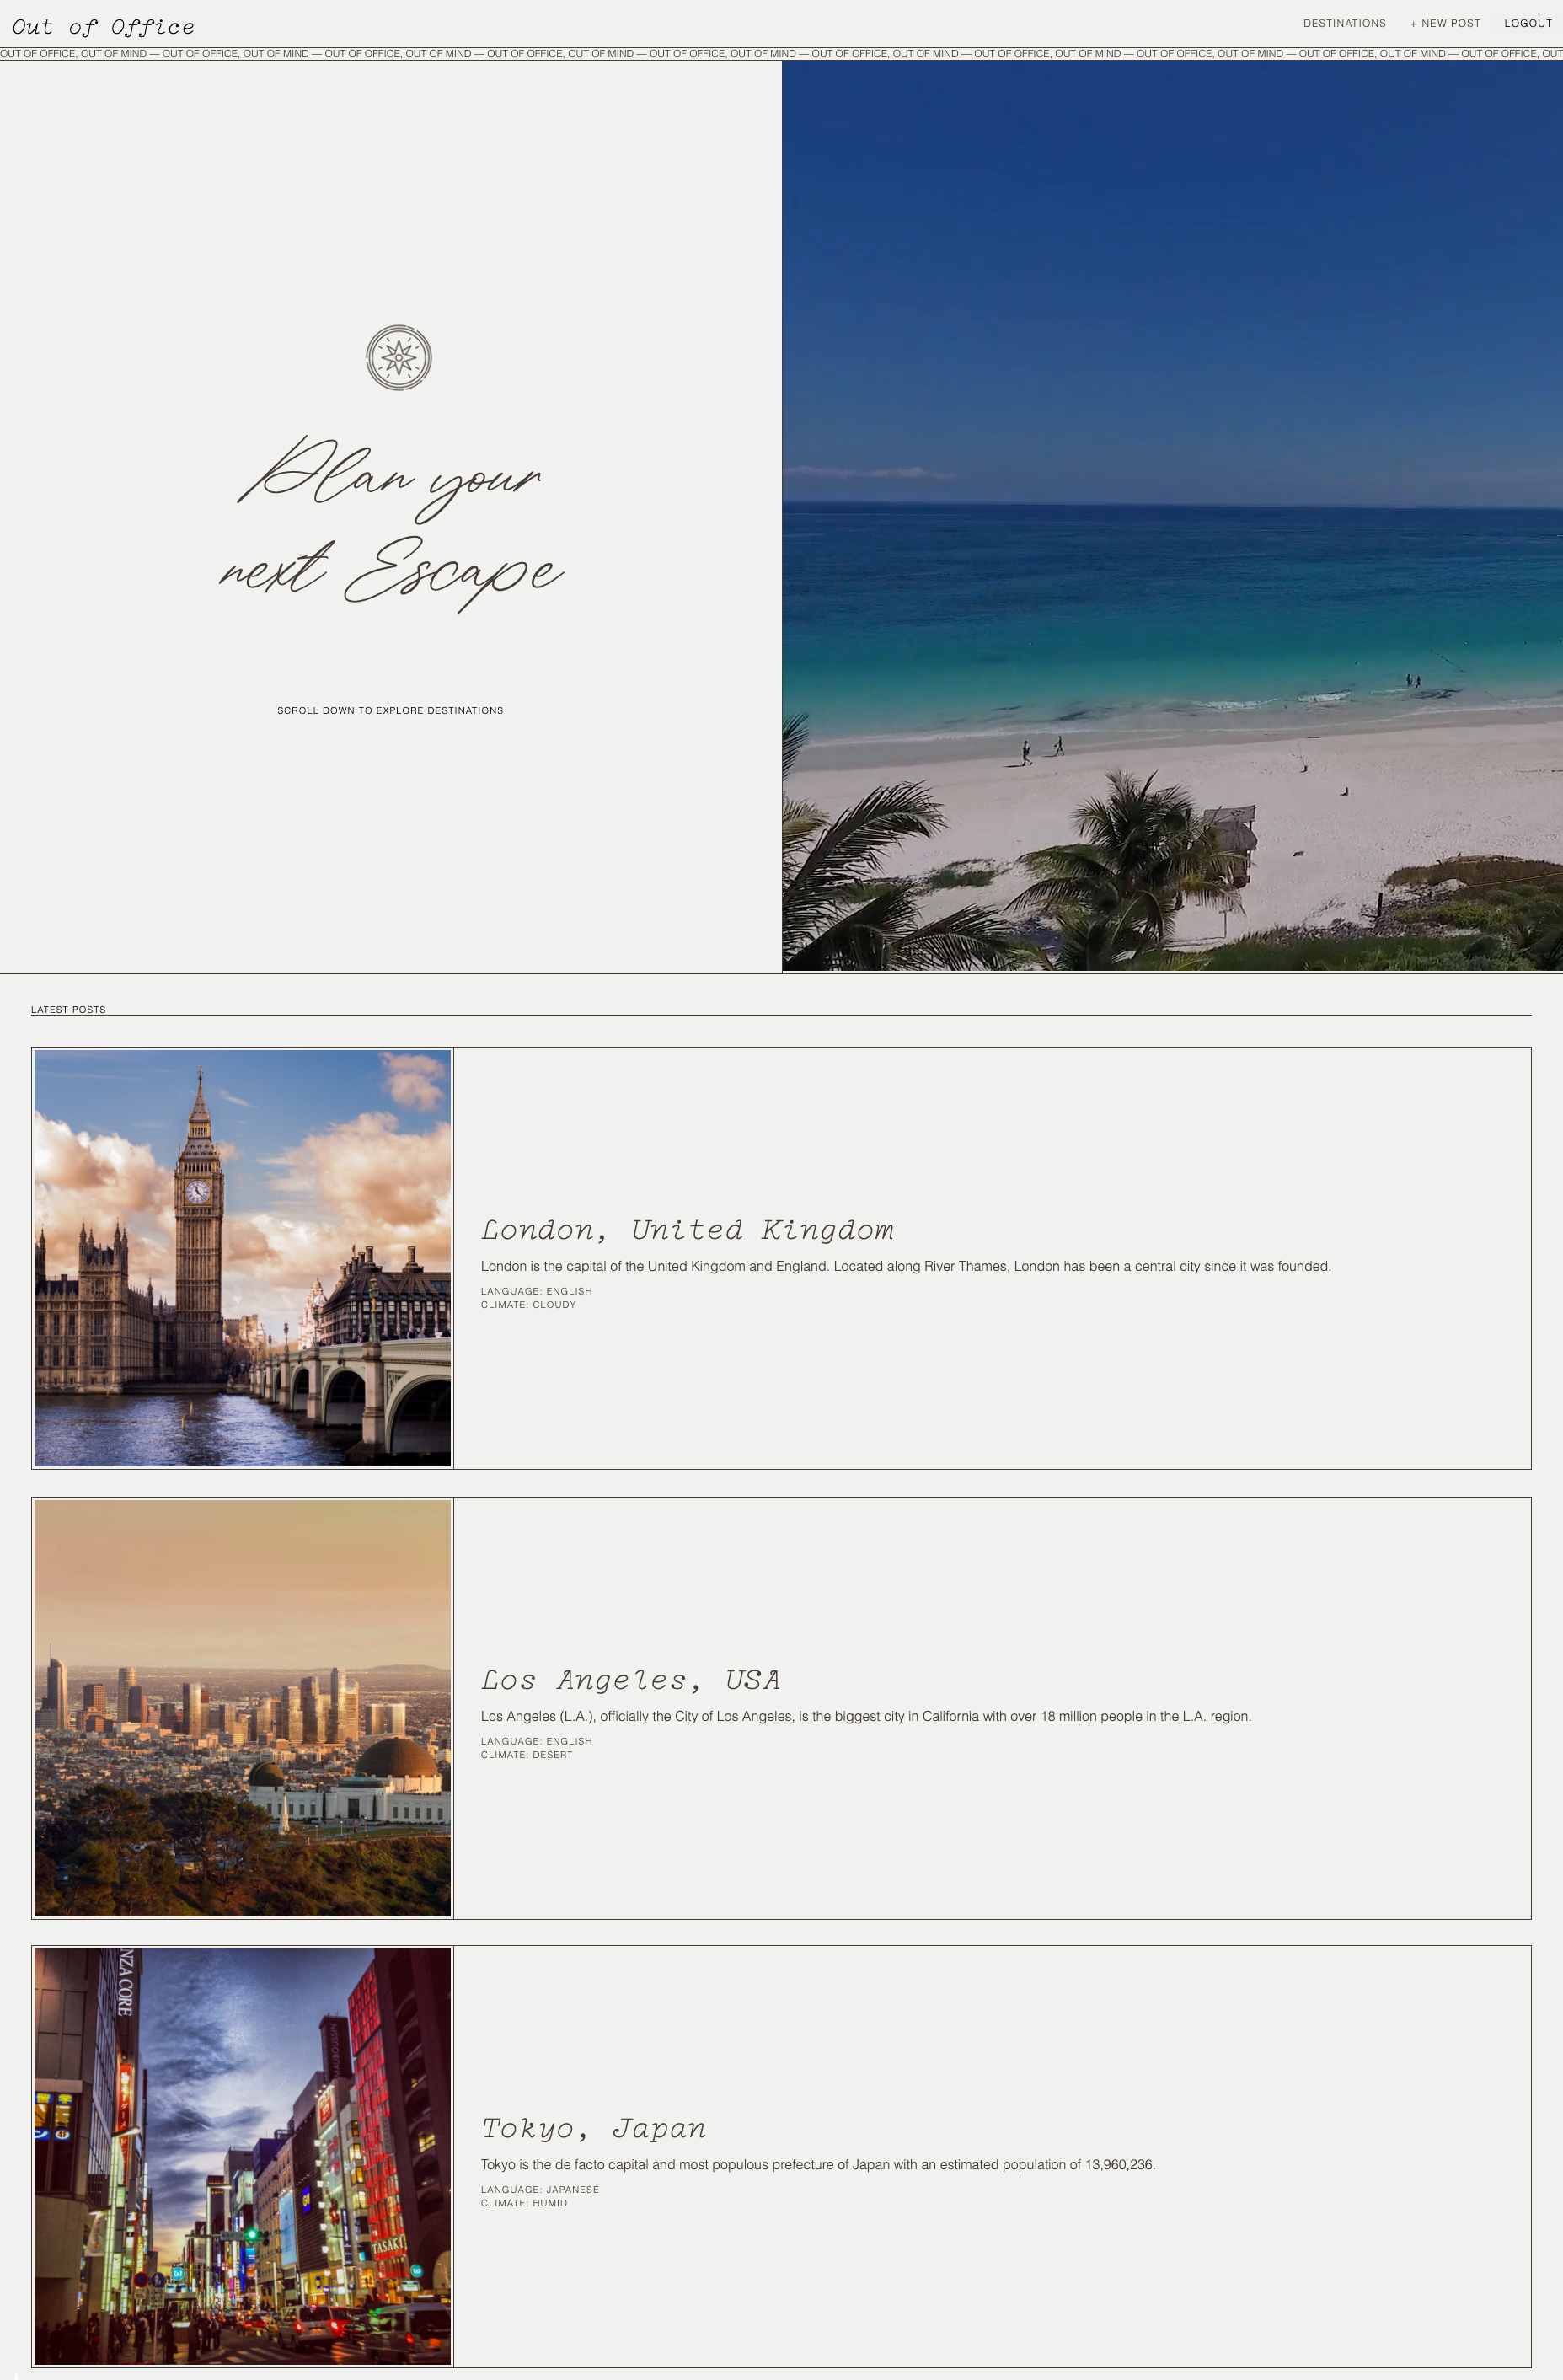 Out of Office
DESTINATIONS
+ NEW POST
LOGOUT
OUT OF OFFICE, OUT OF MIND — OUT OF OFFICE, OUT OF MIND — OUT OF OFFICE, OUT OF MIND — OUT OF OFFICE, OUT OF MIND — OUT OF OFFICE, OUT OF MIND — OUT OF OFFICE, OUT OF MIND — OUT OF OFFICE, OUT OF MIND — OUT OF OFFICE, OUT OF MIND — OUT OF OFFICE, OUT OF MIND — OUT OF OFFICE, OUT
Plan your
next Escape
SCROLL DOWN TO EXPLORE DESTINATIONS
LATEST POSTS
London, United Kingdom
London is the capital of the United Kingdom and England. Located along River Thames, London has been a central city since it was founded.
LANGUAGE: ENGLISH
CLIMATE: CLOUDY
Los Angeles, USA
Los Angeles (L.A.), officially the City of Los Angeles, is the biggest city in California with over 18 million people in the L.A. region.
LANGUAGE: ENGLISH
CLIMATE: DESERT
NZA CORE
MAUBOUSSIN
TASAKI
Tokyo, Japan
Tokyo is the de facto capital and most populous prefecture of Japan with an estimated population of 13,960,236.
LANGUAGE: JAPANESE
CLIMATE: HUMID